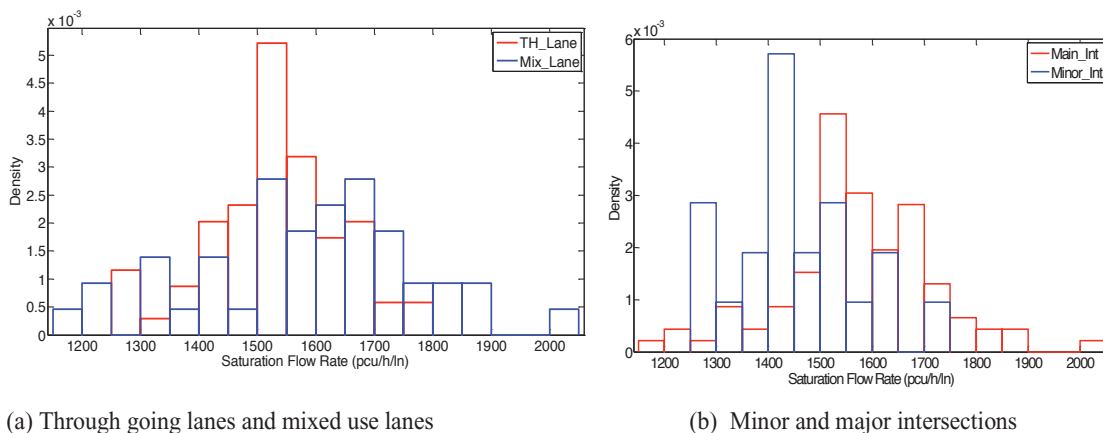 x 10⁻³
TH_Lane
Mix_Lane
5
4.5
4
3.5
3
2.5
2
1.5
1
0.5
0
Density
1200 1300 1400 1500 1600 1700 1800 1900 2000
Saturation Flow Rate (pcu/h/ln)
(a) Through going lanes and mixed use lanes
6 x 10⁻³
Main_Int
Minor_Int
5
4
3
2
1
0
Density
1200 1300 1400 1500 1600 1700 1800 1900 2000
Saturation Flow Rate (pcu/h/ln)
(b) Minor and major intersections